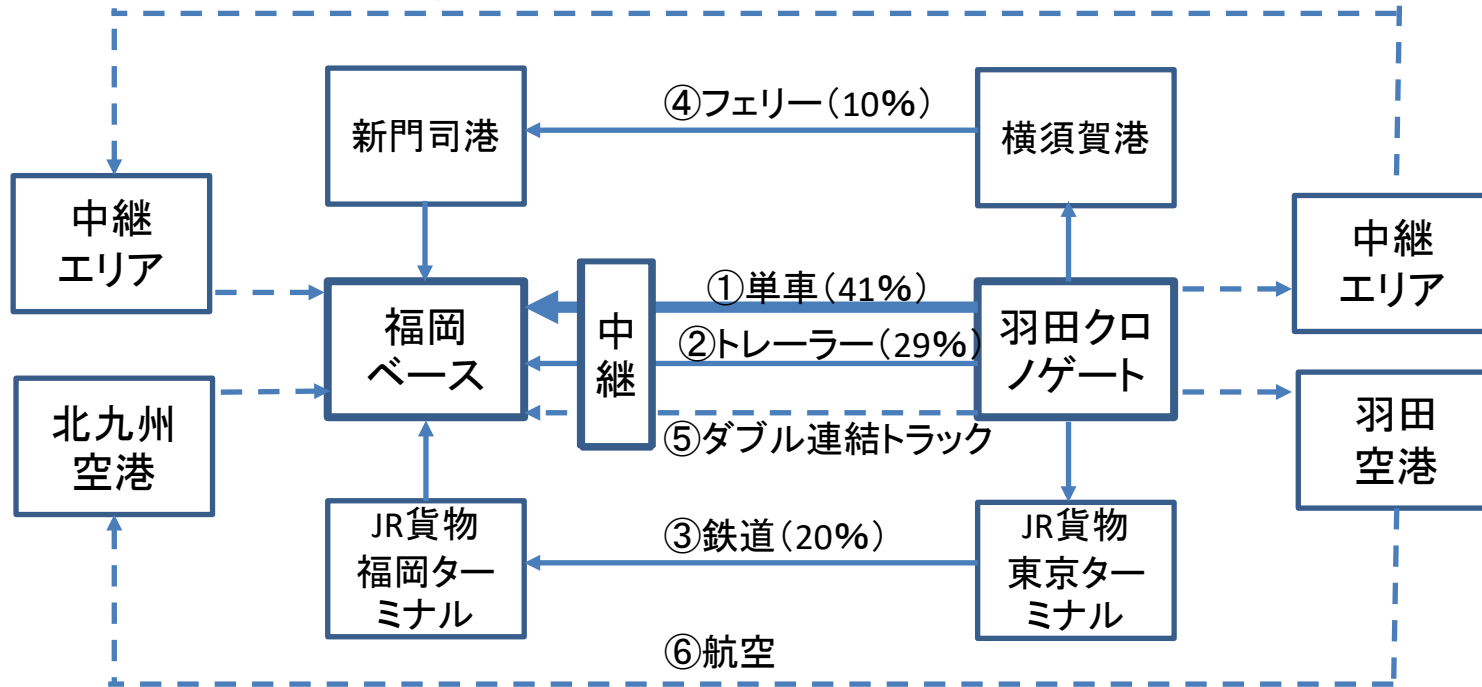 ④フェリー（10％）
新門司港
横須賀港
中継
エリア
中継
エリア
①単車（41％）
福岡
ベース
中
継
羽田クロ
ノゲート
②トレーラー（29％）
⑤ダブル連結トラック
北九州
空港
羽田
空港
JR貨物
福岡ター
ミナル
③鉄道（20％）
JR貨物
東京ター
ミナル
⑥航空